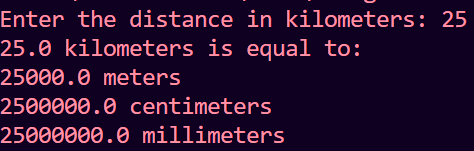 Enter the distance in kilometers: 25
25.0 kilometers is equal to:
25000.0 meters
2500000.0 centimeters
25000000.0 millimeters